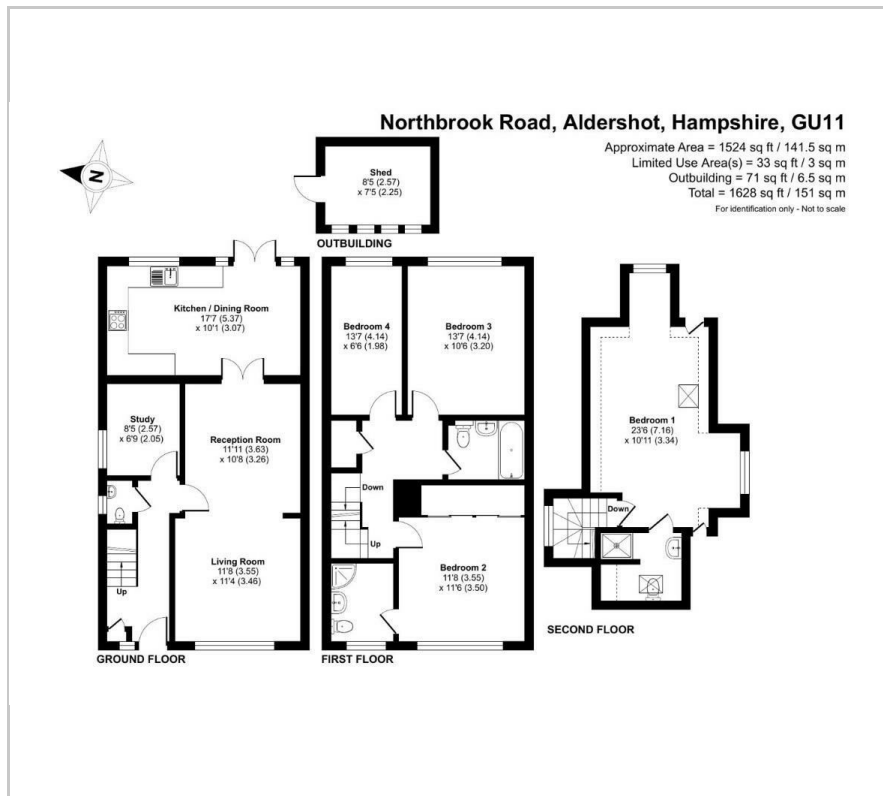 Northbrook Road, Aldershot, Hampshire, GU11
Approximate Area = 1524 sq ft / 141.5 sq m
Limited Use Area(s) = 33 sq ft / 3 sq m
Outbuilding = 71 sq ft / 6.5 sq m
Total = 1628 sq ft / 151 sq m
For identification only - Not to scale
N
Shed
8'5 (2.57)
x 7'5 (2.25)
OUTBUILDING
Kitchen / Dining Room
17'7 (5.37)
x 10'1 (3.07)
Study
8'5 (2.57)
x 6'9 (2.05)
Reception Room
11'11 (3.63)
x 10'8 (3.26)
Living Room
11'8 (3.55)
x 11'4 (3.46)
Up
GROUND FLOOR
Bedroom 4
13'7 (4.14)
x 6'6 (1.98)
Bedroom 3
13'7 (4.14)
x 10'6 (3.20)
Down
Up
Bedroom 2
11'8 (3.55)
x 11'6 (3.50)
FIRST FLOOR
Bedroom 1
23'6 (7.16)
x 10'11 (3.34)
Down
SECOND FLOOR